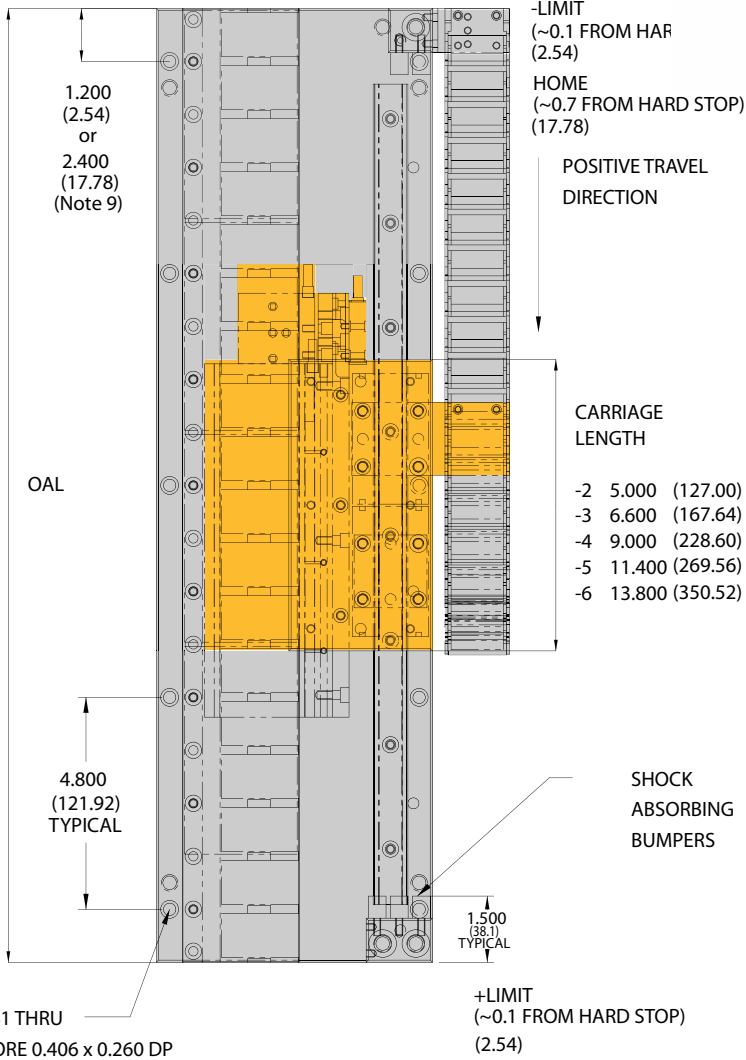 -LIMIT
(~0.1 FROM HAR
(2.54)
HOME
(~0.7 FROM HARD STOP)
(17.78)
1.200
(2.54)
or
2.400
(17.78)
(Note 9)
POSITIVE TRAVEL
DIRECTION
CARRIAGE
LENGTH
OAL
-2 5.000 (127.00)
-3 6.600 (167.64)
-4 9.000 (228.60)
-5 11.400 (269.56)
-6 13.800 (350.52)
4.800
(121.92)
TYPICAL
SHOCK
ABSORBING
BUMPERS
1.500
(38.1)
TYPICAL
+LIMIT
(~0.1 FROM HARD STOP)
(2.54)
1 THRU
ORE 0.406 x 0.260 DP